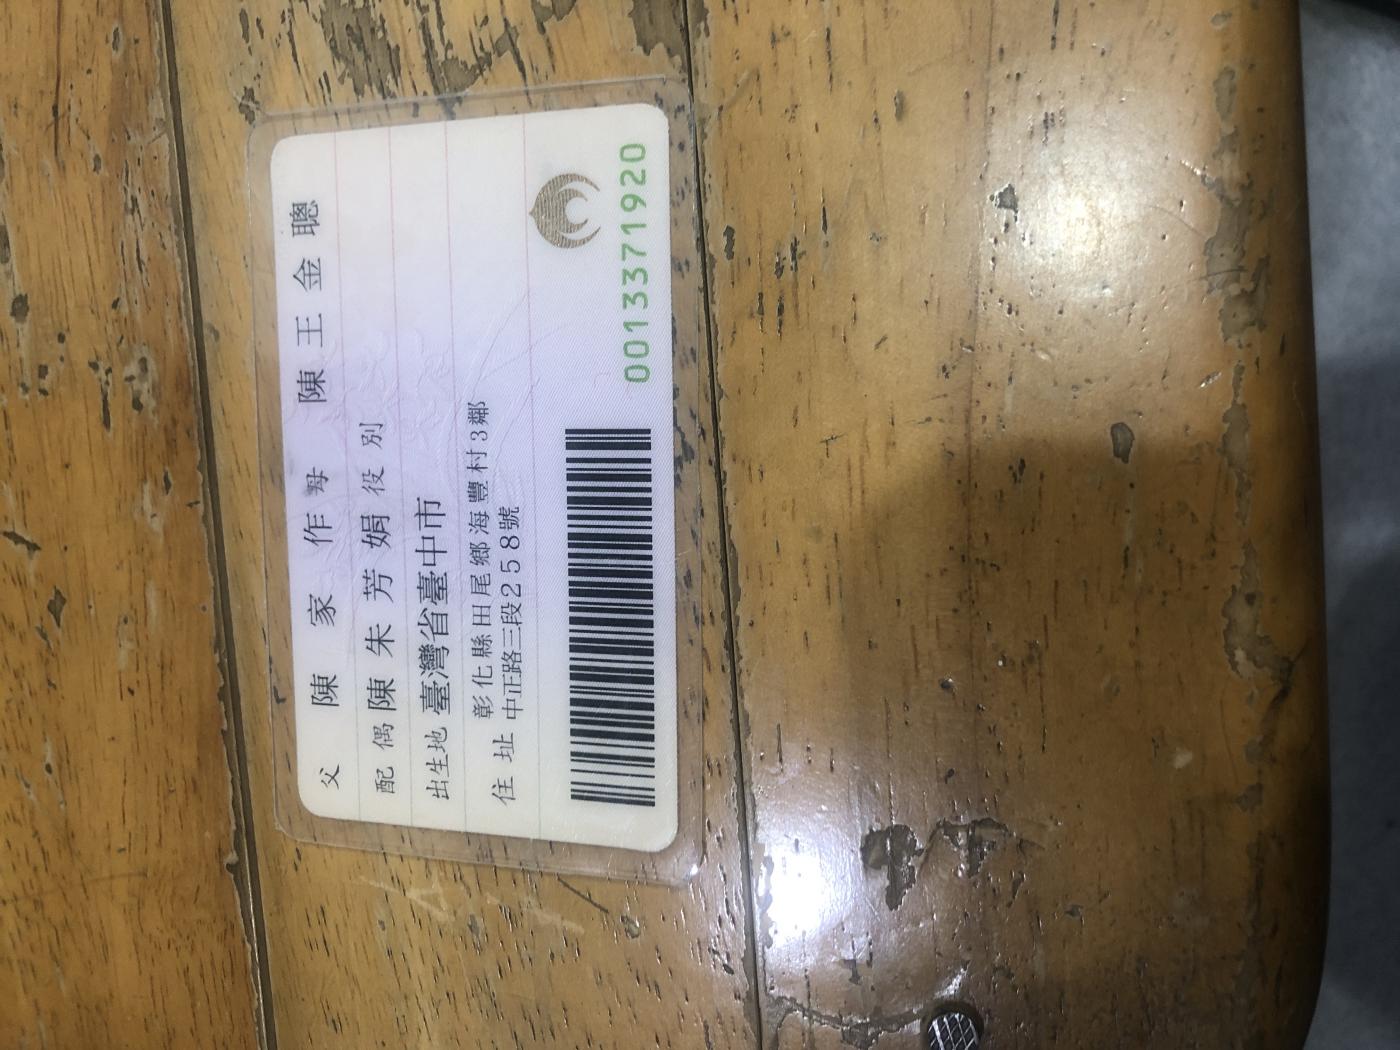 父 陳家作 母 陳王金聰
配偶 陳朱芳娟 役別
出生地 臺灣省臺中市
住址 彰化縣田尾鄉海豐村3鄰
中正路三段258號
0013371920